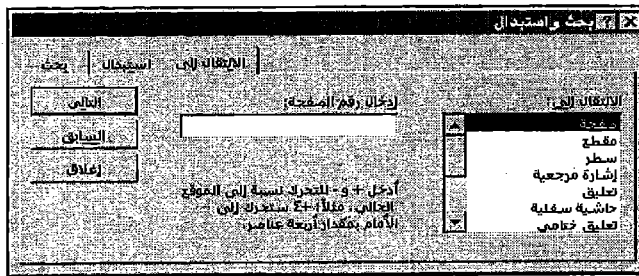 بحث واستبدال
بحث
استبدال
الانتقال إلى
الانتقال إلى:
صفحة
مقطع
سطر
إشارة مرجعية
تعليق
حاشية سفلية
تعليق ختامي
إدخال رقم الصفحة:
أدخل + و - للتحرك نسبة إلى الموقع
الحالي. مثلاً، +٤ ستتحرك إلى
الأمام بمقدار أربعة عناصر.
التالي
السابق
إغلاق